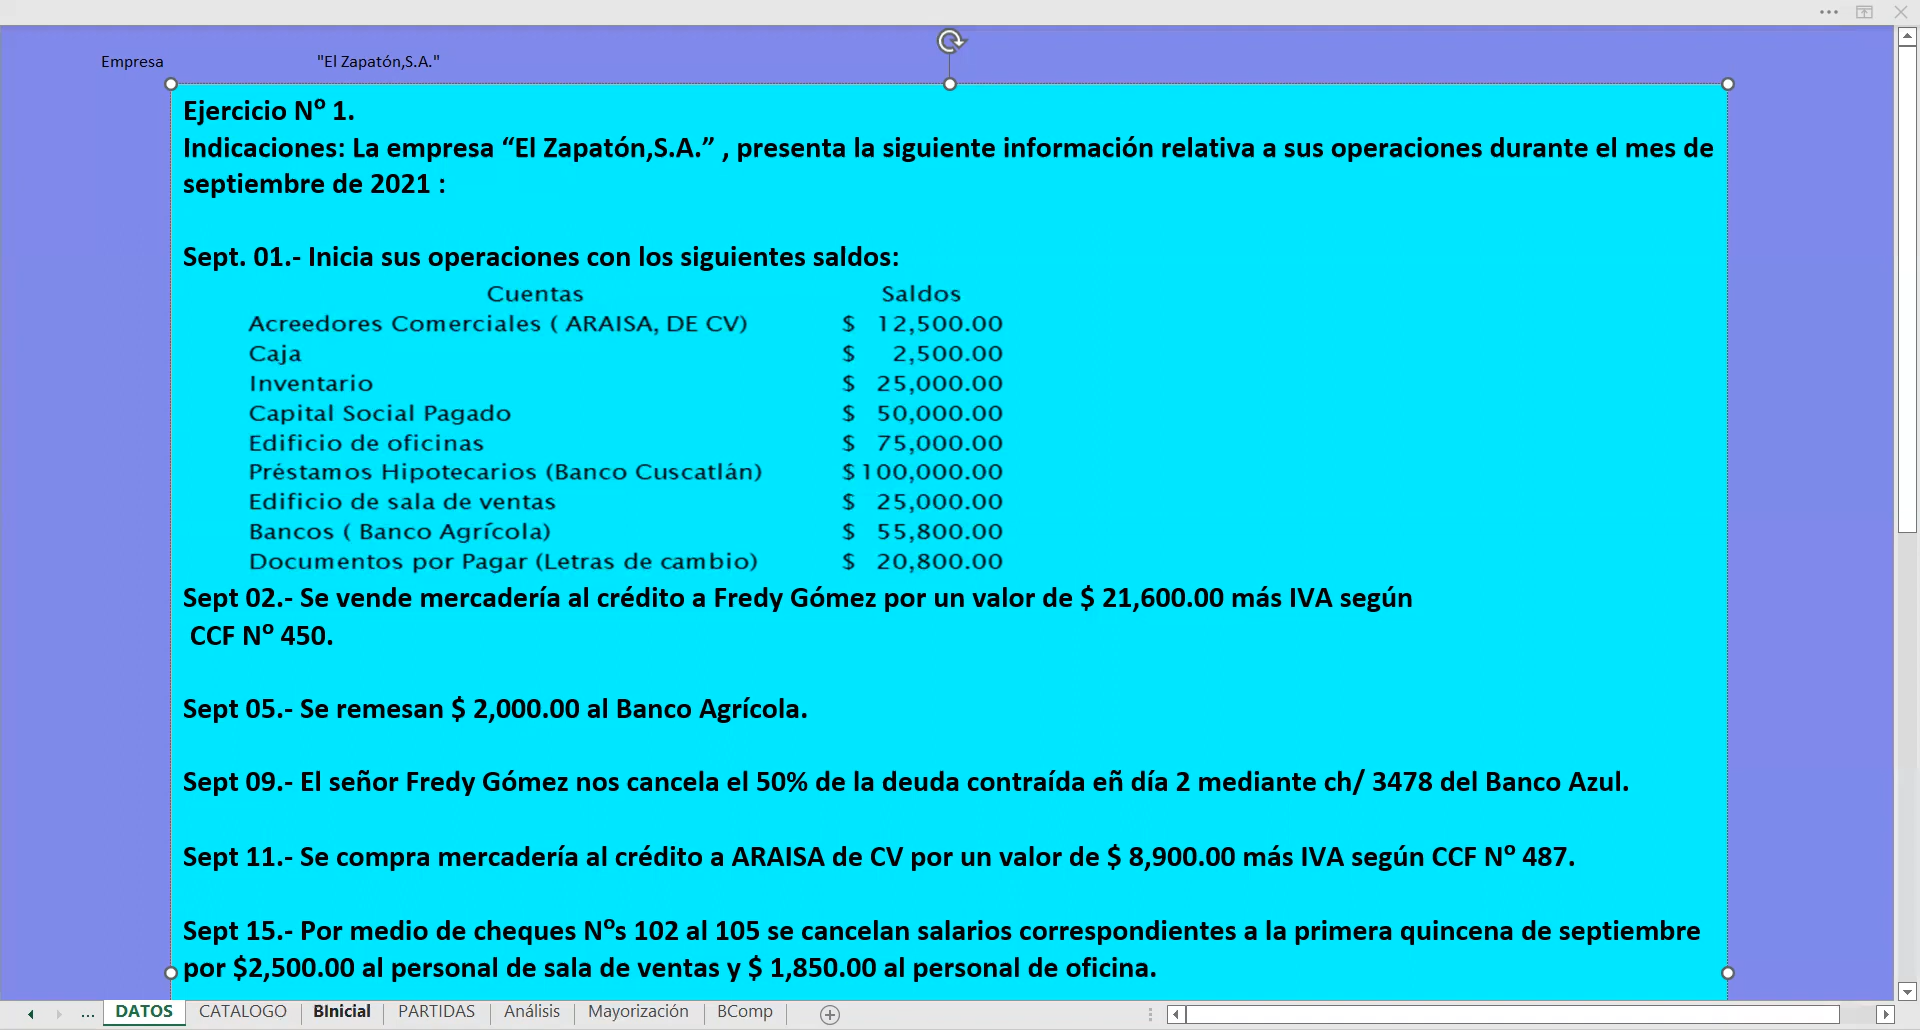 Empresa "El Zapatón,S.A."
Ejercicio Nº 1.
Indicaciones: La empresa “El Zapatón,S.A.” , presenta la siguiente información relativa a sus operaciones durante el mes de
septiembre de 2021 :
Sept. 01.- Inicia sus operaciones con los siguientes saldos:
Cuentas Saldos
Acreedores Comerciales ( ARAISA, DE CV) $ 12,500.00
Caja $ 2,500.00
Inventario $ 25,000.00
Capital Social Pagado $ 50,000.00
Edificio de oficinas $ 75,000.00
Préstamos Hipotecarios (Banco Cuscatlán) $ 100,000.00
Edificio de sala de ventas $ 25,000.00
Bancos ( Banco Agrícola) $ 55,800.00
Documentos por Pagar (Letras de cambio) $ 20,800.00
Sept 02.- Se vende mercadería al crédito a Fredy Gómez por un valor de $ 21,600.00 más IVA según
CCF Nº 450.
Sept 05.- Se remesan $ 2,000.00 al Banco Agrícola.
Sept 09.- El señor Fredy Gómez nos cancela el 50% de la deuda contraída eñ día 2 mediante ch/ 3478 del Banco Azul.
Sept 11.- Se compra mercadería al crédito a ARAISA de CV por un valor de $ 8,900.00 más IVA según CCF Nº 487.
Sept 15.- Por medio de cheques Nºs 102 al 105 se cancelan salarios correspondientes a la primera quincena de septiembre
por $2,500.00 al personal de sala de ventas y $ 1,850.00 al personal de oficina.
... DATOS CATALOGO BInicial PARTIDAS Análisis Mayorización BComp